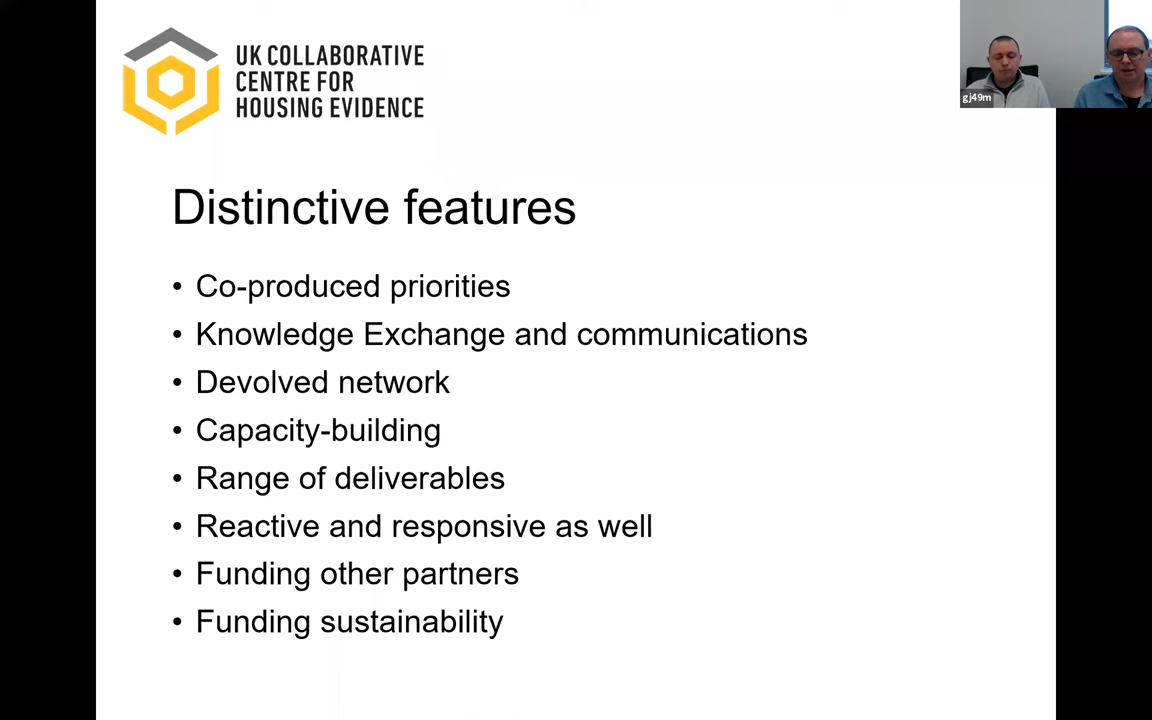 UK COLLABORATIVE
CENTRE FOR
HOUSING EVIDENCE
gj49m
Distinctive features
• Co-produced priorities
• Knowledge Exchange and communications
• Devolved network
• Capacity-building
• Range of deliverables
• Reactive and responsive as well
• Funding other partners
• Funding sustainability